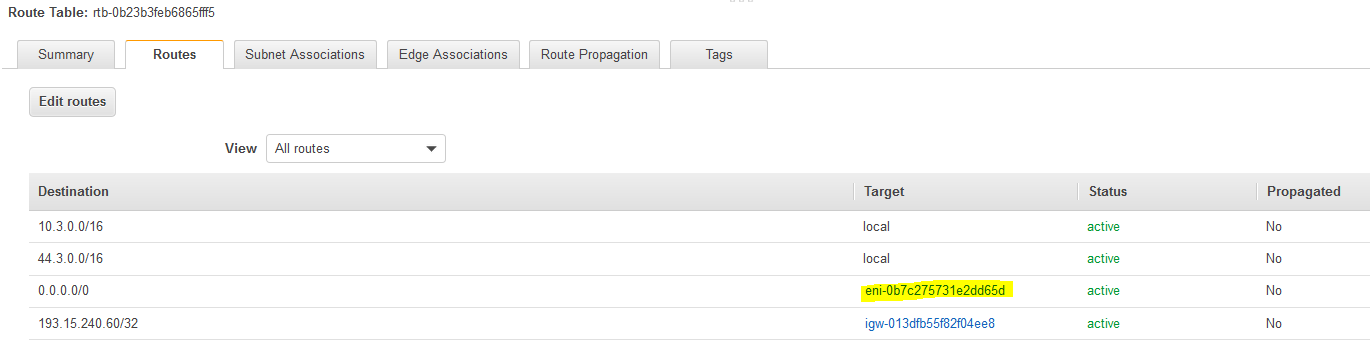 Route Table: rtb-0b23b3feb6865fff5
Summary Routes Subnet Associations Edge Associations Route Propagation Tags
Edit routes
View All routes
Destination Target Status Propagated
10.3.0.0/16 local active No
44.3.0.0/16 local active No
0.0.0.0/0 eni-0b7c275731e2dd65d active No
193.15.240.60/32 igw-013dfb55f82f04ee8 active No